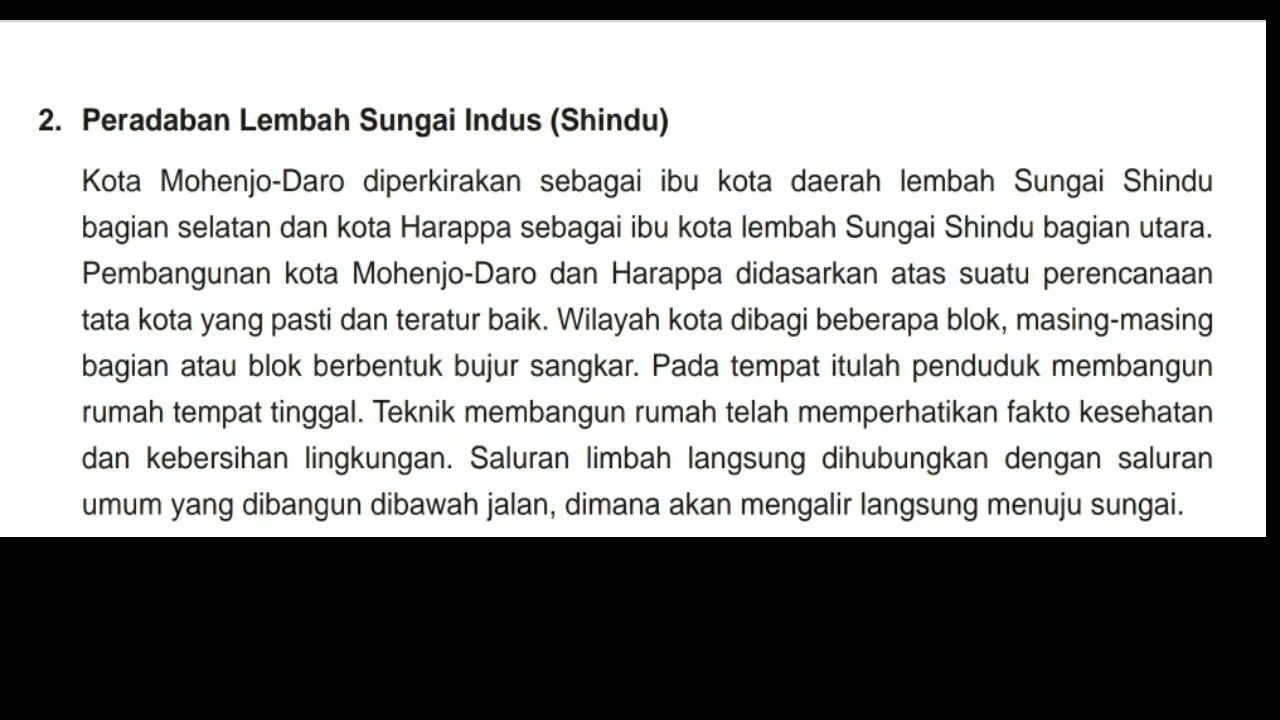 2. Peradaban Lembah Sungai Indus (Shindu)
Kota Mohenjo-Daro diperkirakan sebagai ibu kota daerah lembah Sungai Shindu
bagian selatan dan kota Harappa sebagai ibu kota lembah Sungai Shindu bagian utara.
Pembangunan kota Mohenjo-Daro dan Harappa didasarkan atas suatu perencanaan
tata kota yang pasti dan teratur baik. Wilayah kota dibagi beberapa blok, masing-masing
bagian atau blok berbentuk bujur sangkar. Pada tempat itulah penduduk membangun
rumah tempat tinggal. Teknik membangun rumah telah memperhatikan fakto kesehatan
dan kebersihan lingkungan. Saluran limbah langsung dihubungkan dengan saluran
umum yang dibangun dibawah jalan, dimana akan mengalir langsung menuju sungai.